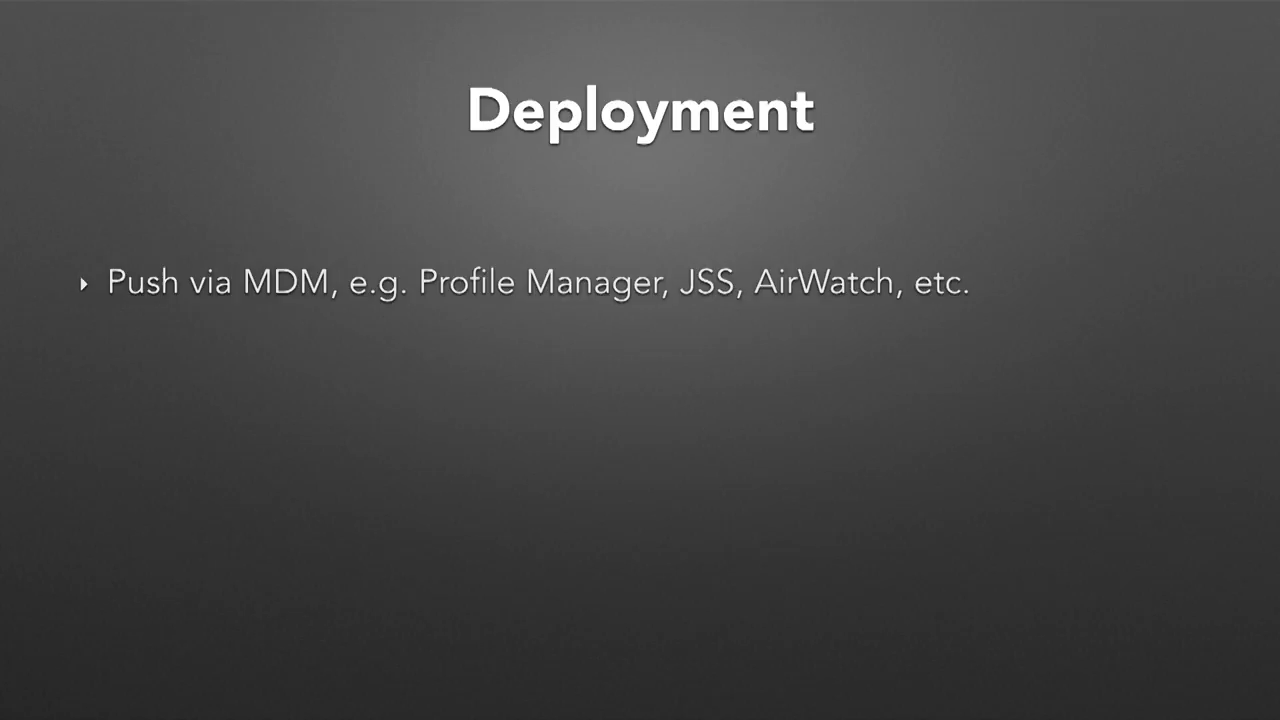 Deployment
‣ Push via MDM, e.g. Profile Manager, JSS, AirWatch, etc.